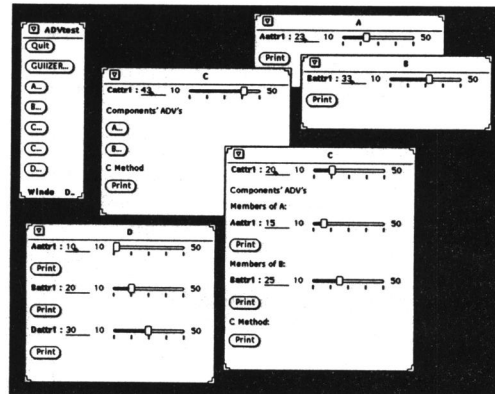 ADVtest
Quit
GUIIZER...
A...
B...
C...
C...
D...
Winde D..
A
Aattr1 : 23 10 50
Print
B
Battr1 : 33 10 50
Print
C
Cattr1 : 43 10 50
Components' ADV's
A...
B...
C Method
Print
C
Cattr1 : 20 10 50
Components' ADV's
Members of A:
Aattr1 : 15 10 50
Print
Members of B:
Battr1 : 25 10 50
Print
C Method:
Print
D
Aattr1 : 10 10 50
Print
Battr1 : 20 10 50
Print
Dattr1 : 30 10 50
Print